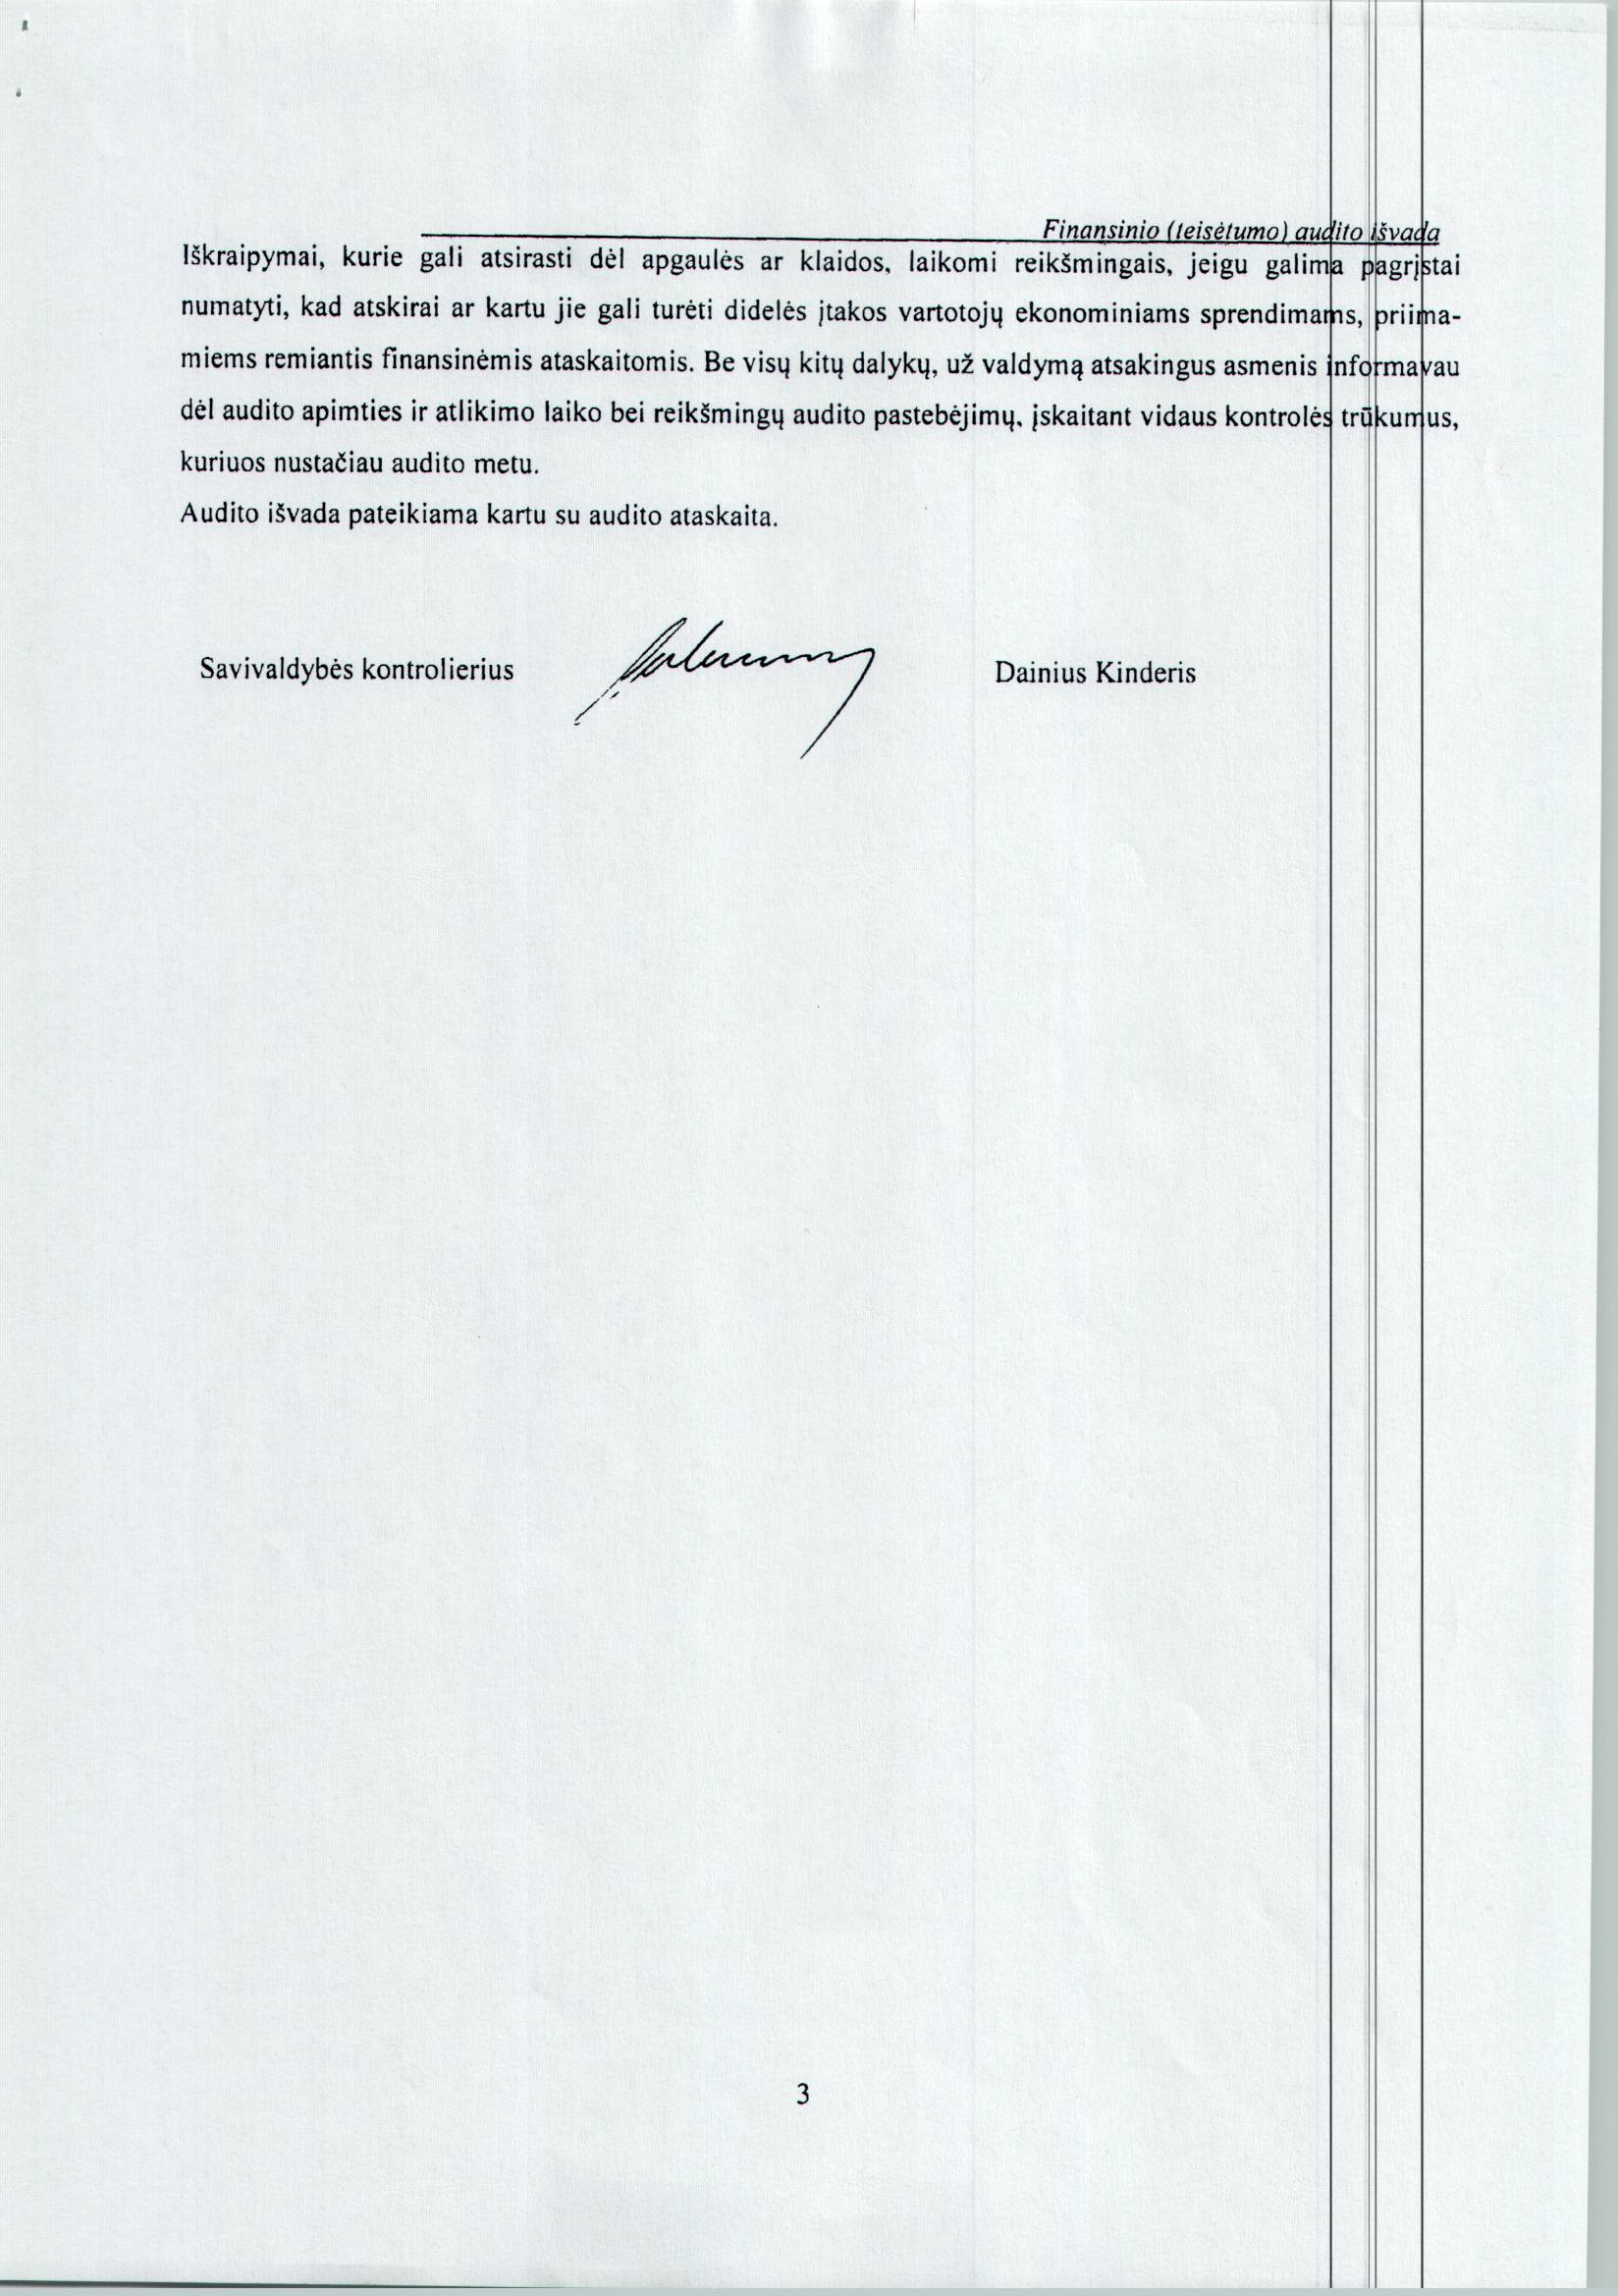 Finansinio (teisėtumo) audito išvada
Iškraipymai, kurie gali atsirasti dėl apgaulės ar klaidos, laikomi reikšmingais, jeigu galima pagrįstai
numatyti, kad atskirai ar kartu jie gali turėti didelės įtakos vartotojų ekonominiams sprendimams, priima-
miems remiantis finansinėmis ataskaitomis. Be visų kitų dalykų, už valdymą atsakingus asmenis informavau
dėl audito apimties ir atlikimo laiko bei reikšmingų audito pastebėjimų, įskaitant vidaus kontrolės trūkumus,
kuriuos nustačiau audito metu.
Audito išvada pateikiama kartu su audito ataskaita.
Savivaldybės kontrolierius Dainius Kinderis
3